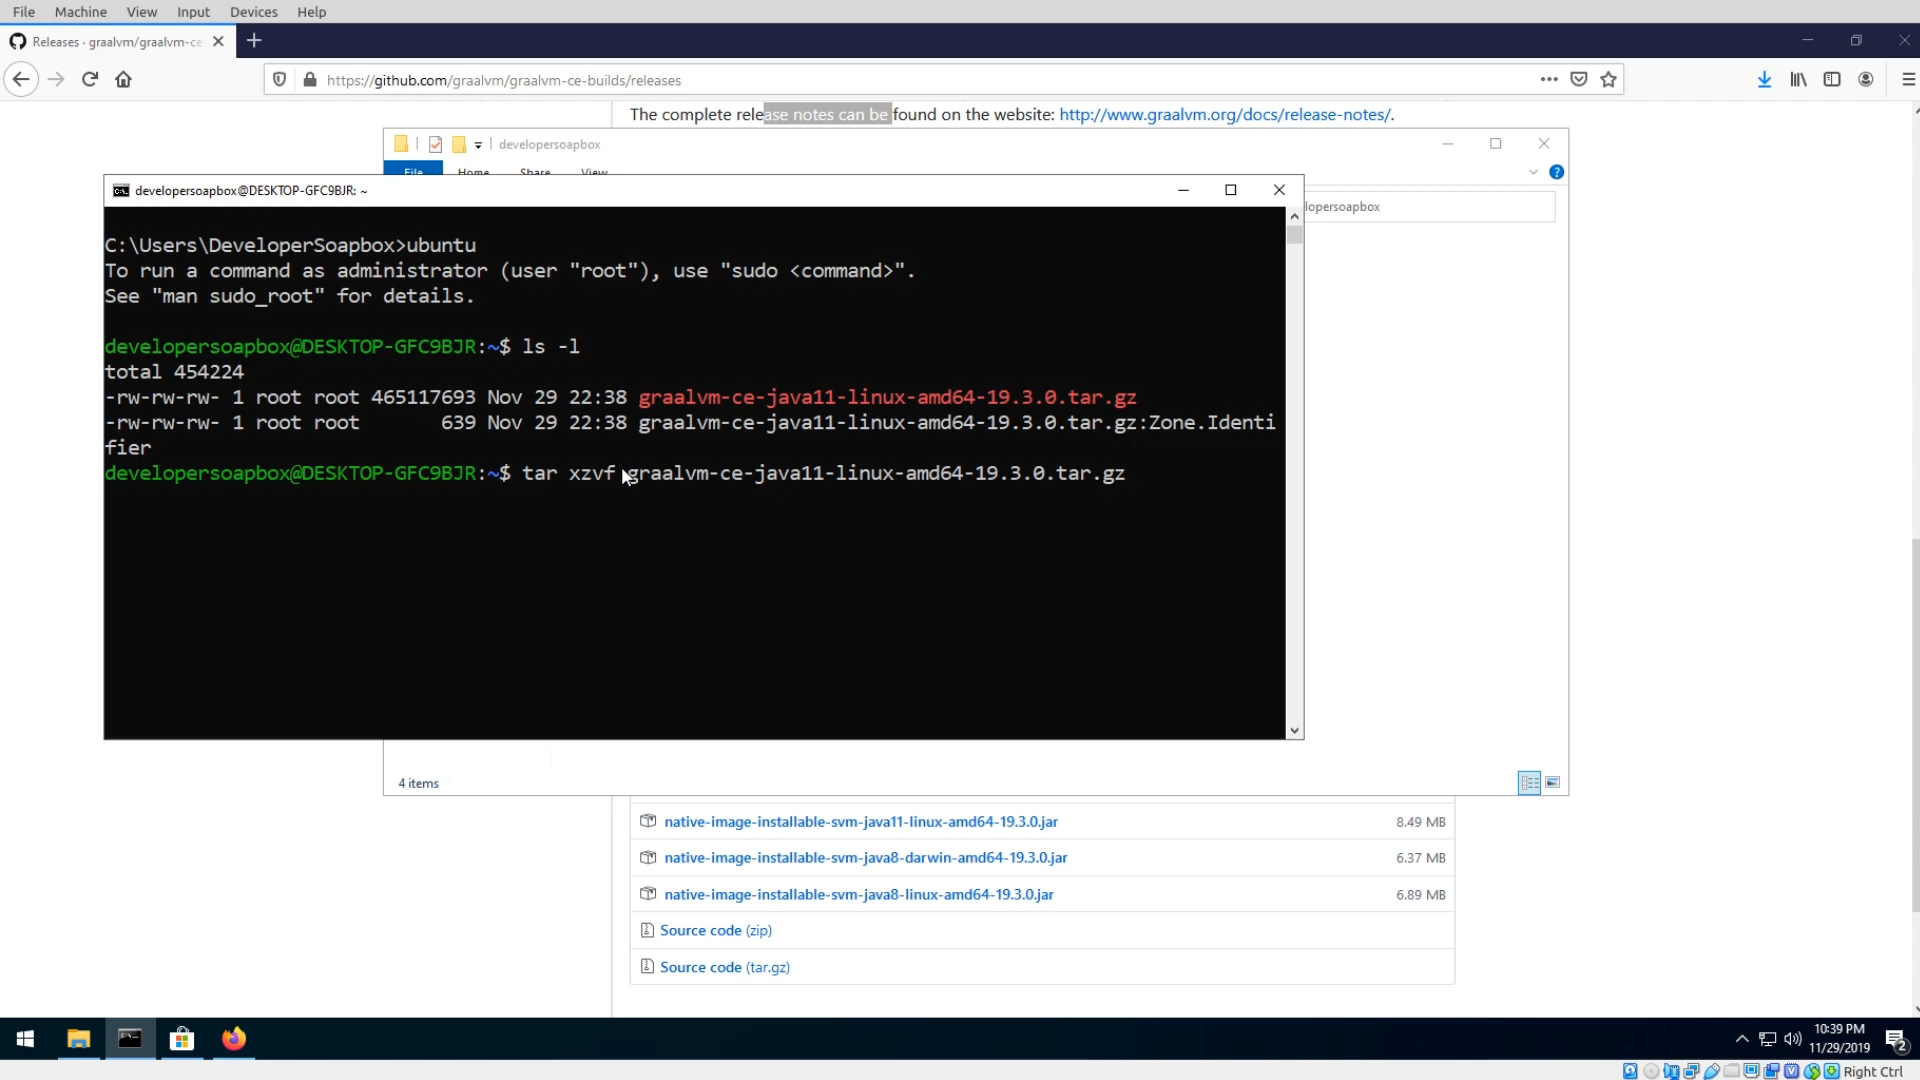 File Machine View Input Devices Help
Releases · graalvm/graalvm-ce-
https://github.com/graalvm/graalvm-ce-builds/releases
The complete release notes can be found on the website: http://www.graalvm.org/docs/release-notes/.
developersoapbox
File Home Share View
developersoapbox@DESKTOP-GFC9BJR: ~
lopersoapbox
C:\Users\DeveloperSoapbox>ubuntu
To run a command as administrator (user "root"), use "sudo <command>".
See "man sudo_root" for details.
developersoapbox@DESKTOP-GFC9BJR:~$ ls -l
total 454224
-rw-rw-rw- 1 root root 465117693 Nov 29 22:38 graalvm-ce-java11-linux-amd64-19.3.0.tar.gz
-rw-rw-rw- 1 root root       639 Nov 29 22:38 graalvm-ce-java11-linux-amd64-19.3.0.tar.gz:Zone.Identi
fier
developersoapbox@DESKTOP-GFC9BJR:~$ tar xzvf graalvm-ce-java11-linux-amd64-19.3.0.tar.gz
4 items
native-image-installable-svm-java11-linux-amd64-19.3.0.jar 8.49 MB
native-image-installable-svm-java8-darwin-amd64-19.3.0.jar 6.37 MB
native-image-installable-svm-java8-linux-amd64-19.3.0.jar 6.89 MB
Source code (zip)
Source code (tar.gz)
10:39 PM
11/29/2019
2
Right Ctrl